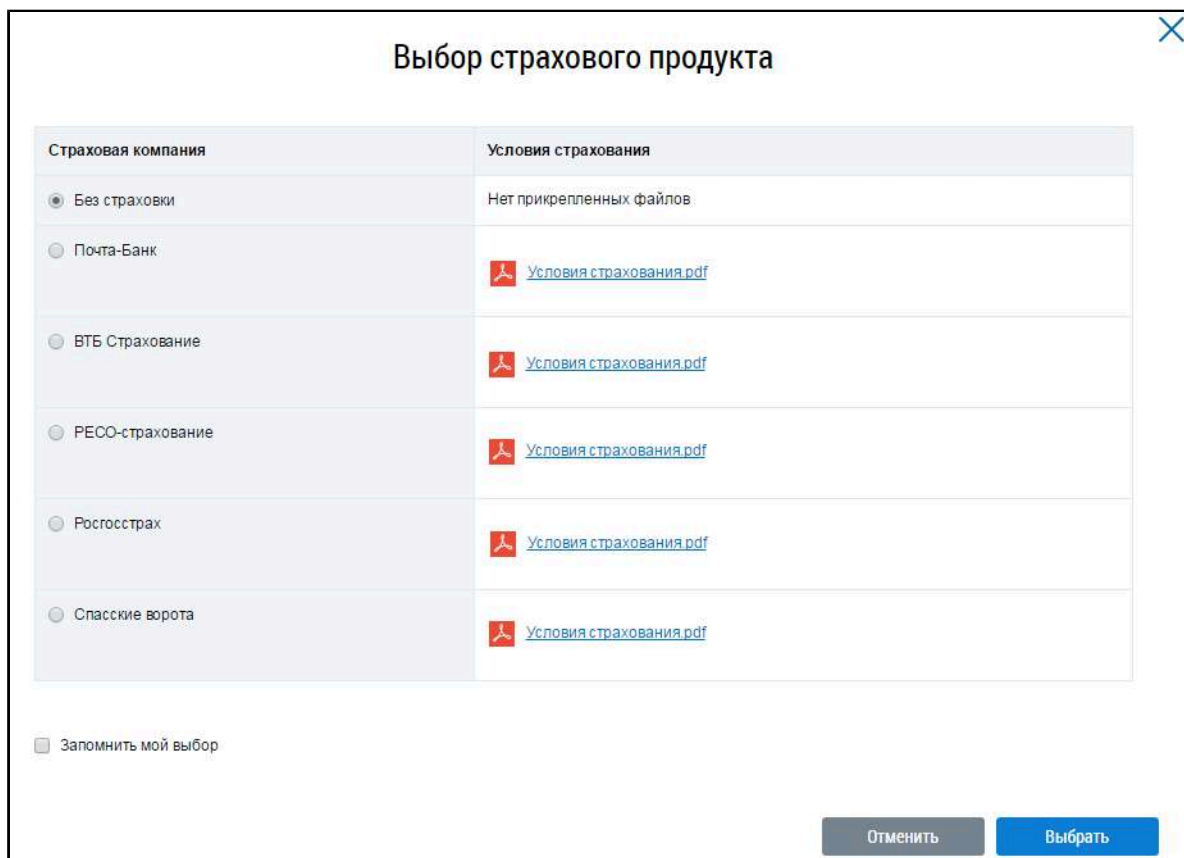 Выбор страхового продукта
Страховая компания Условия страхования
Без страховки Нет прикрепленных файлов
Почта-Банк
Условия страхования.pdf
ВТБ Страхование
Условия страхования.pdf
РЕСО-страхование
Условия страхования.pdf
Росгосстрах
Условия страхования.pdf
Спасские ворота
Условия страхования.pdf
Запомнить мой выбор
Отменить Выбрать